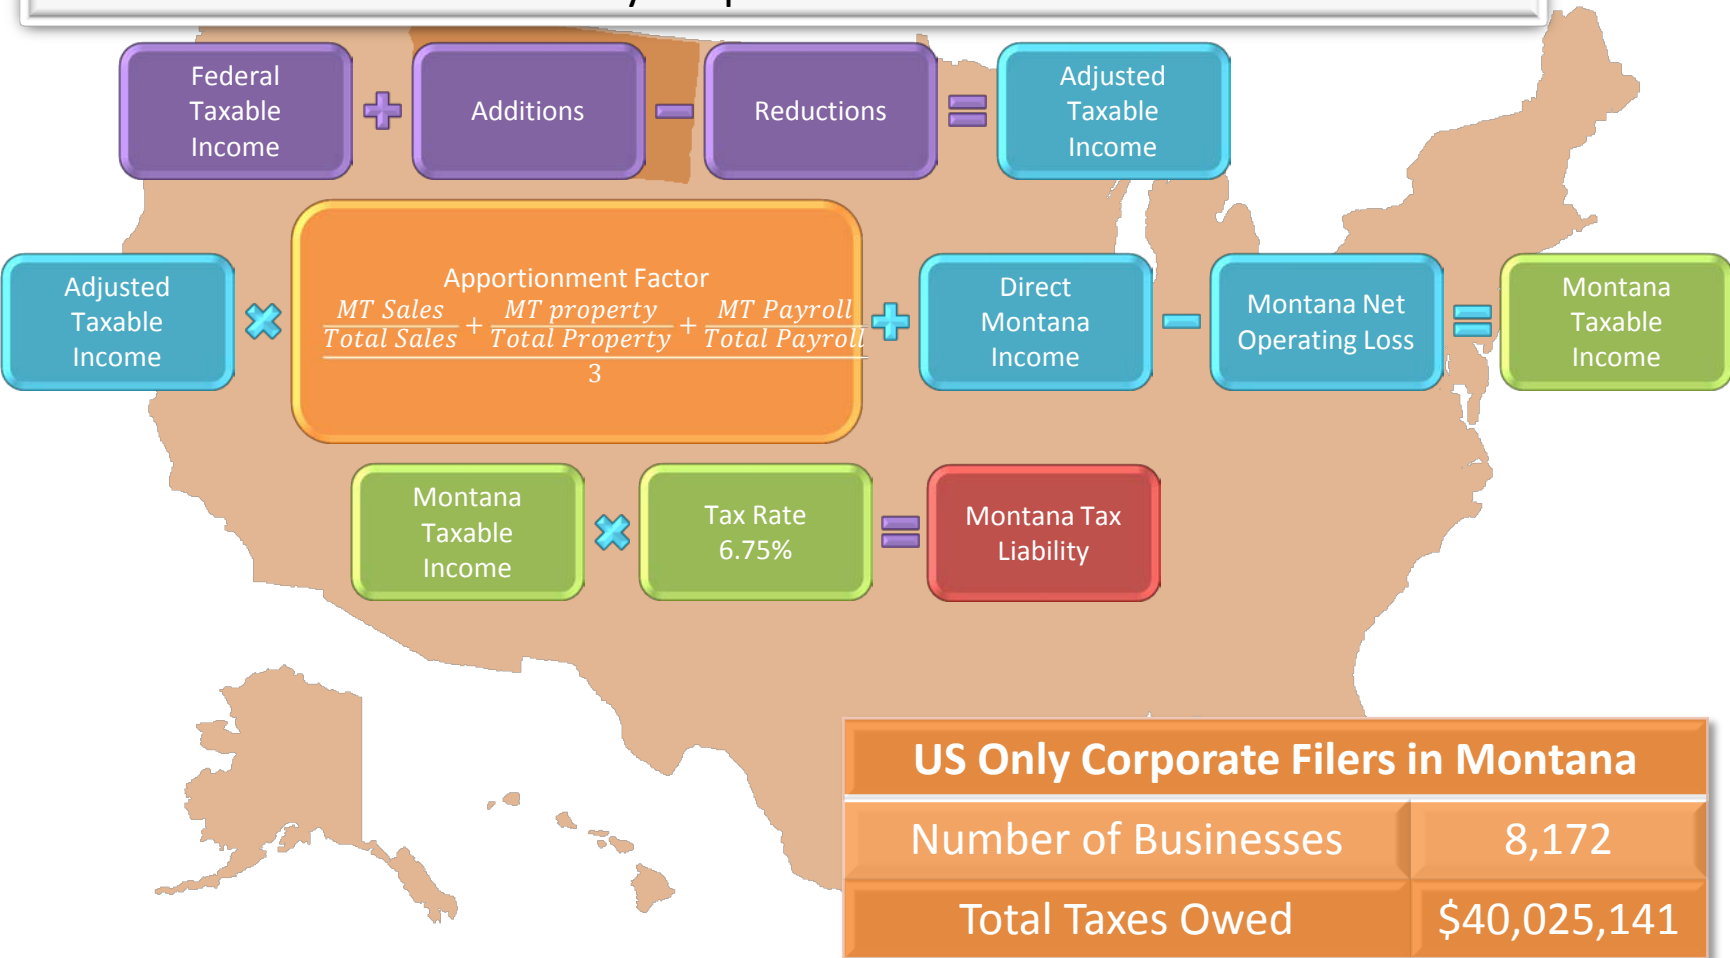 Federal
Taxable
Income
+
Additions
−
Reductions
=
Adjusted
Taxable
Income
Adjusted
Taxable
Income
×
Apportionment Factor
MT Sales/Total Sales + MT property/Total Property + MT Payroll/Total Payroll
3
+
Direct
Montana
Income
−
Montana Net
Operating Loss
=
Montana
Taxable
Income
Montana
Taxable
Income
×
Tax Rate
6.75%
=
Montana Tax
Liability
US Only Corporate Filers in Montana
Number of Businesses 8,172
Total Taxes Owed $40,025,141